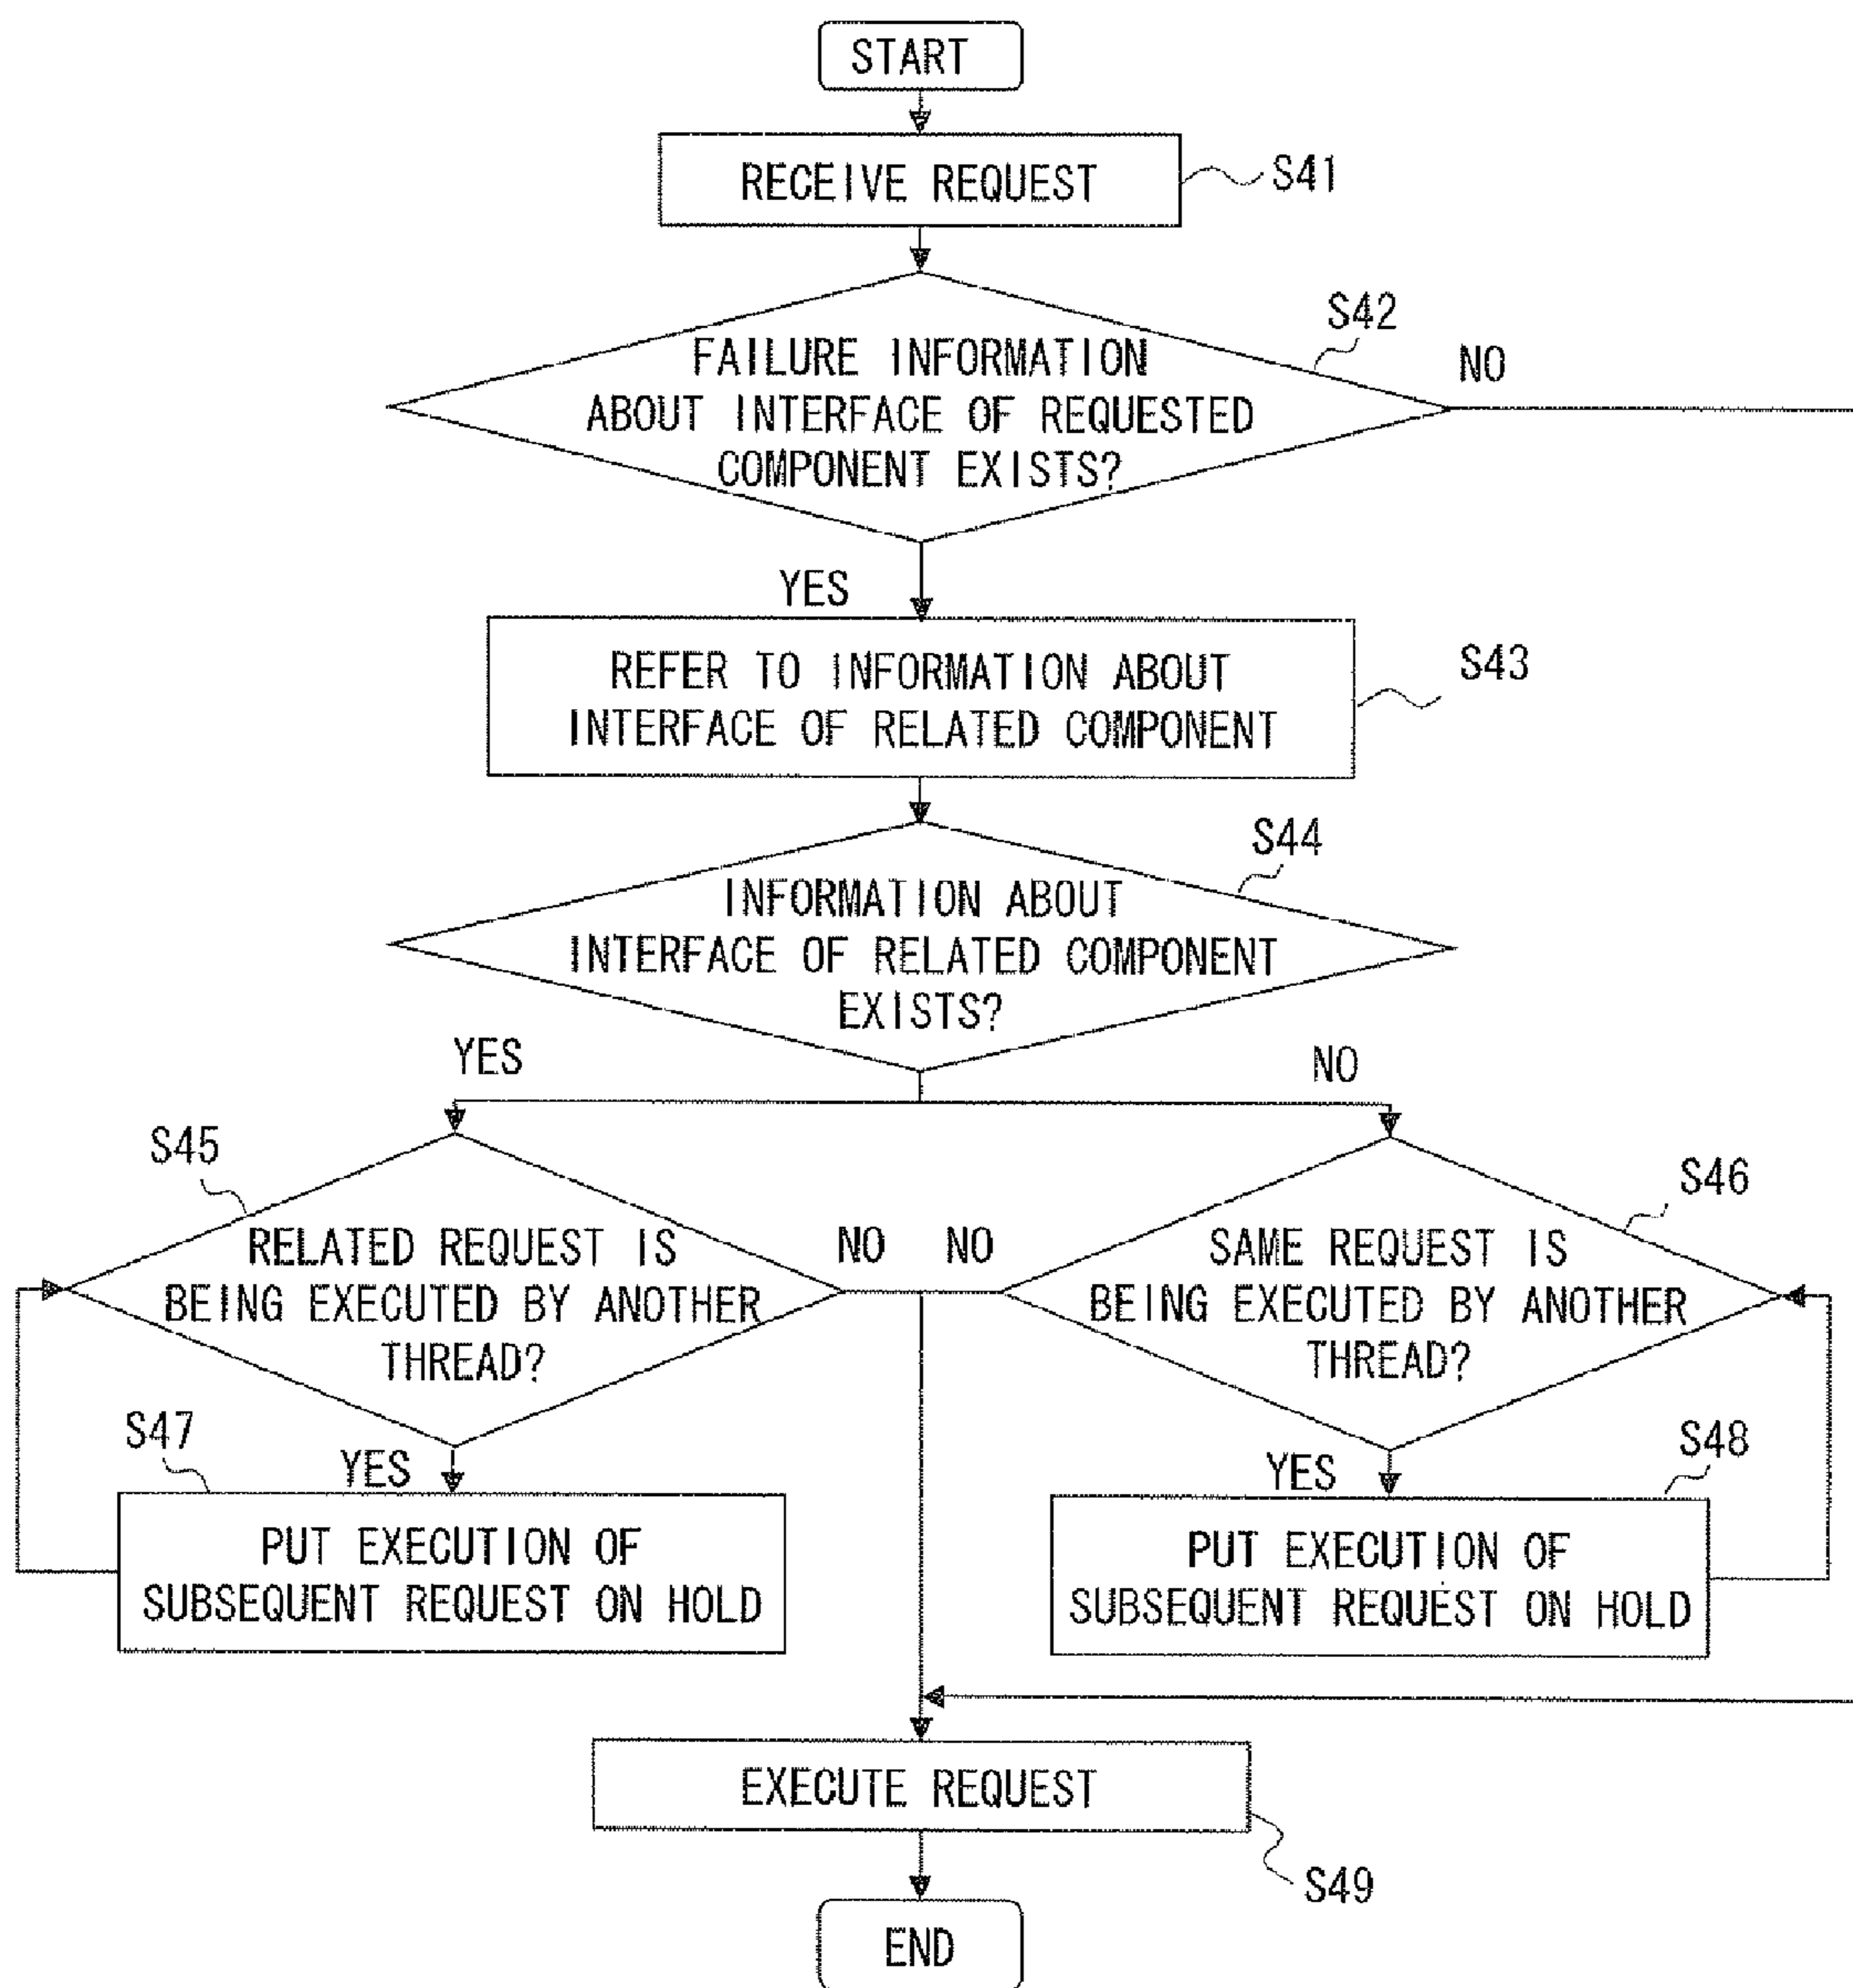 START
RECEIVE REQUEST
S41
S42
FAILURE INFORMATION
ABOUT INTERFACE OF REQUESTED
COMPONENT EXISTS?
NO
YES
REFER TO INFORMATION ABOUT
INTERFACE OF RELATED COMPONENT
S43
S44
INFORMATION ABOUT
INTERFACE OF RELATED COMPONENT
EXISTS?
YES
NO
S45
RELATED REQUEST IS
BEING EXECUTED BY ANOTHER
THREAD?
NO
NO
S46
SAME REQUEST IS
BEING EXECUTED BY ANOTHER
THREAD?
S47
YES
PUT EXECUTION OF
SUBSEQUENT REQUEST ON HOLD
YES
S48
PUT EXECUTION OF
SUBSEQUENT REQUEST ON HOLD
EXECUTE REQUEST
S49
END